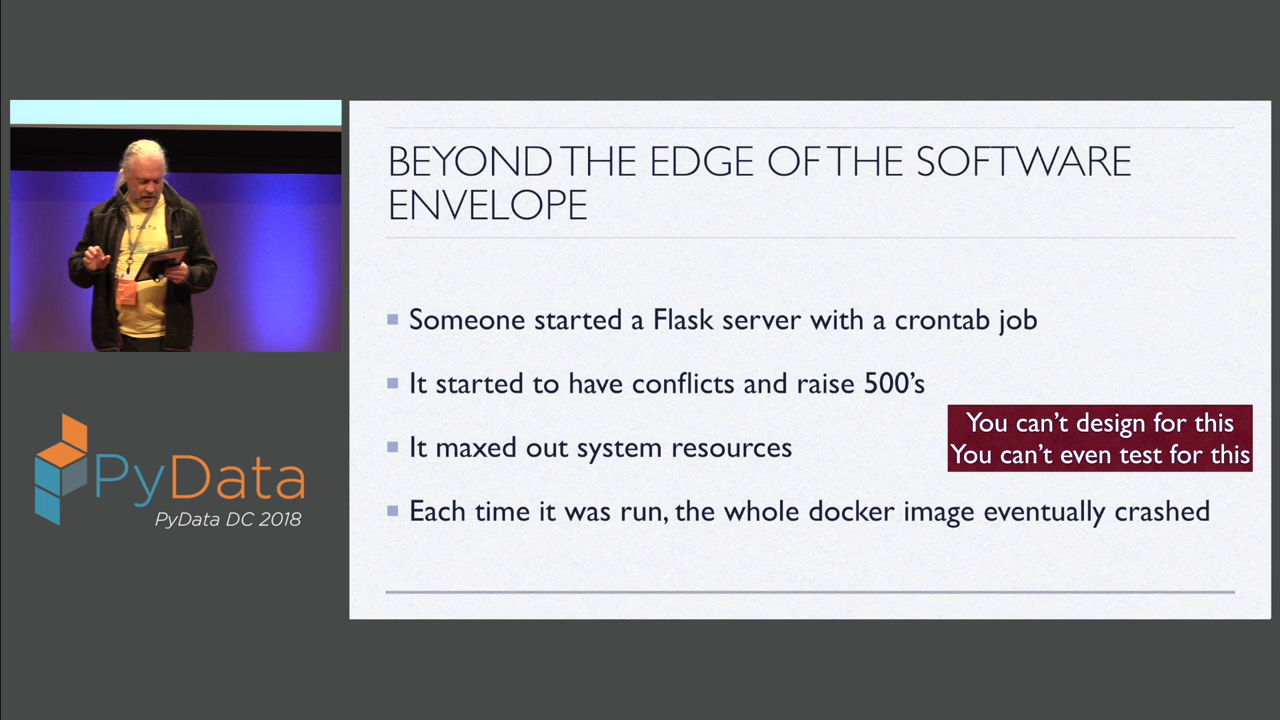 BEYOND THE EDGE OF THE SOFTWARE
ENVELOPE
Someone started a Flask server with a crontab job
It started to have conflicts and raise 500's
It maxed out system resources
You can't design for this
You can't even test for this
Each time it was run, the whole docker image eventually crashed
PyData
PyData DC 2018